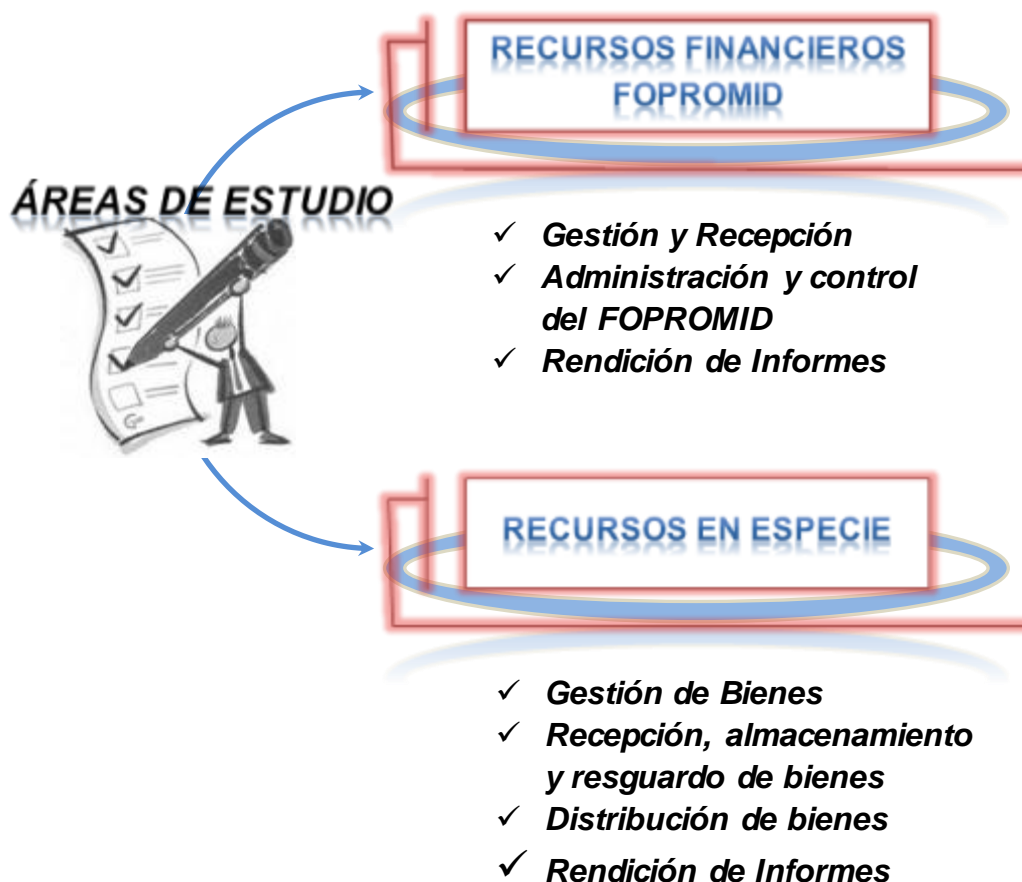 RECURSOS FINANCIEROS
FOPROMID
ÁREAS DE ESTUDIO
✓ Gestión y Recepción
✓ Administración y control
del FOPROMID
✓ Rendición de Informes
RECURSOS EN ESPECIE
✓ Gestión de Bienes
✓ Recepción, almacenamiento
y resguardo de bienes
✓ Distribución de bienes
✓ Rendición de Informes